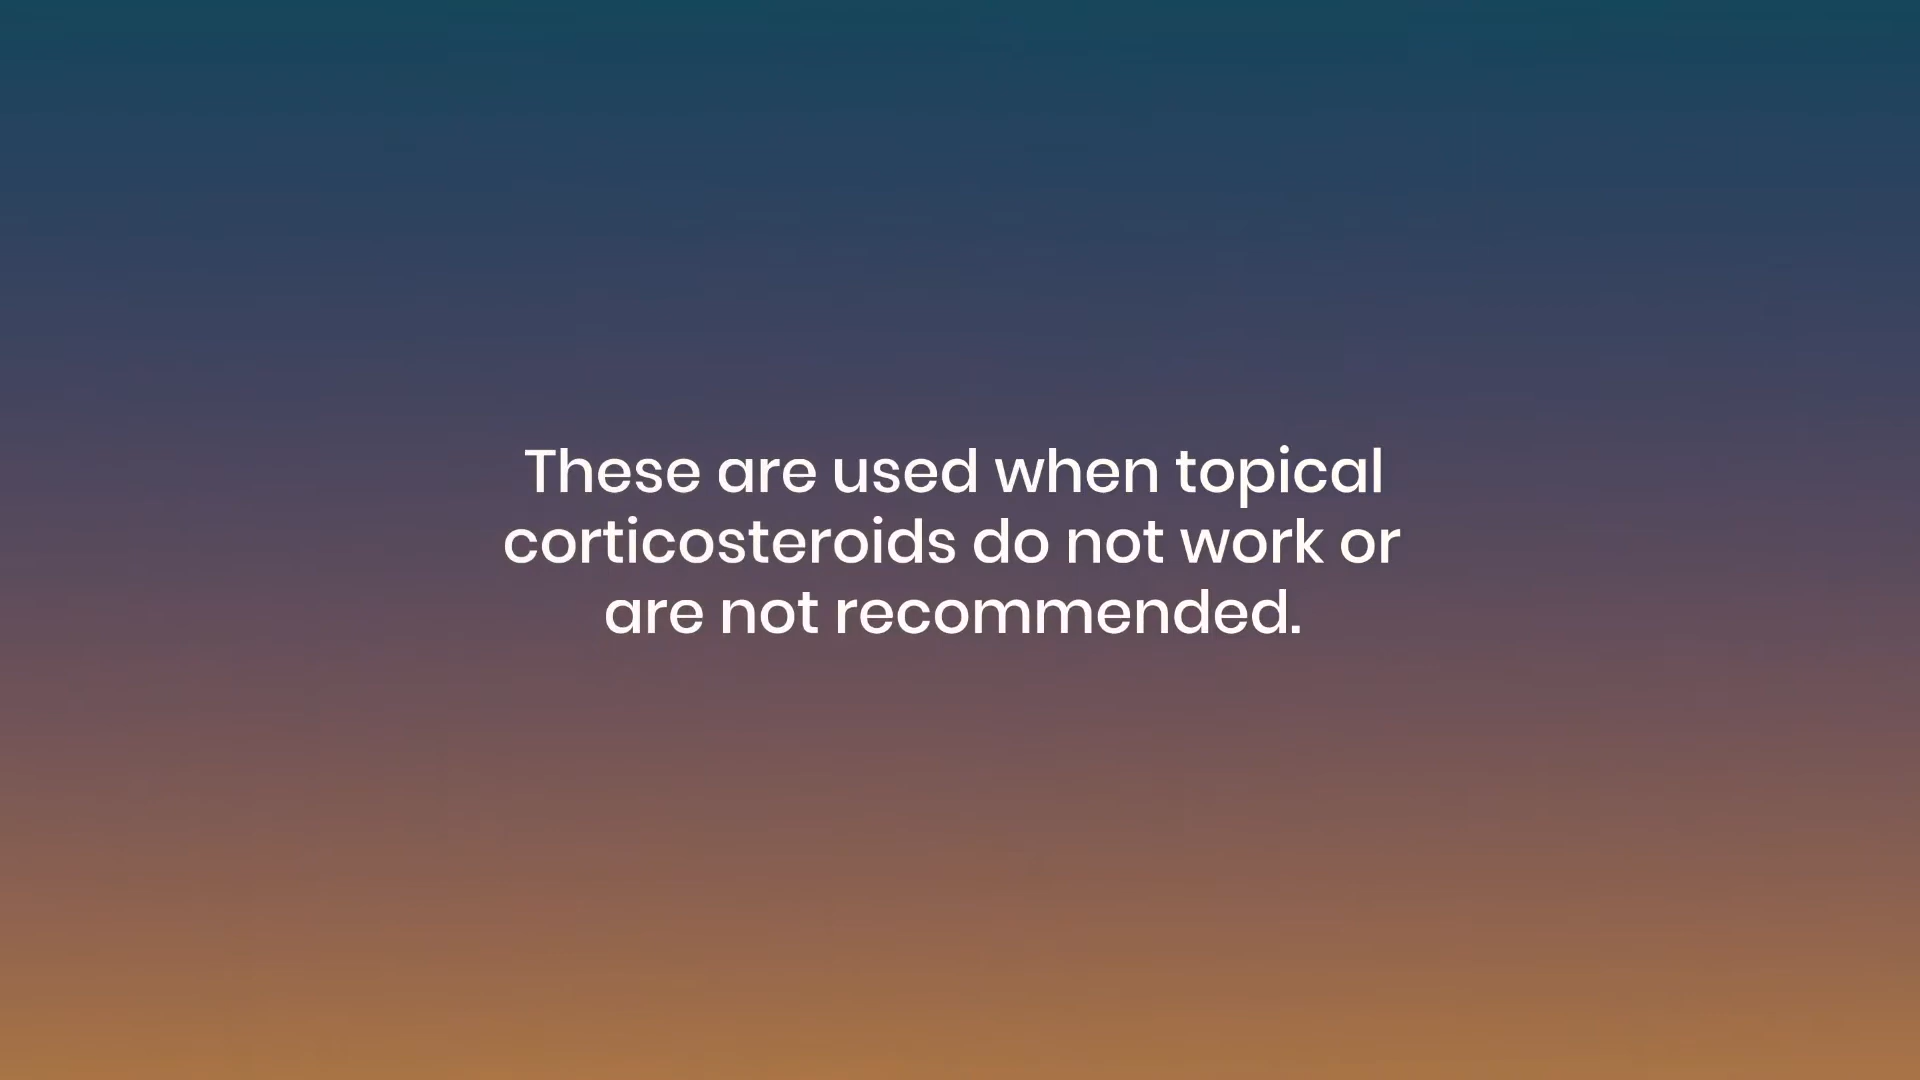 These are used when topical
corticosteroids do not work or
are not recommended.